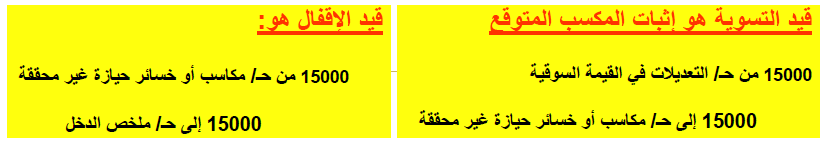 قيد التسوية هو إثبات المكسب المتوقع
15000 من حـ/ التعديلات في القيمة السوقية
15000 إلى حـ/ مكاسب أو خسائر حيازة غير محققة
قيد الإقفال هو:
15000 من حـ/ مكاسب أو خسائر حيازة غير محققة
15000 إلى حـ/ ملخص الدخل